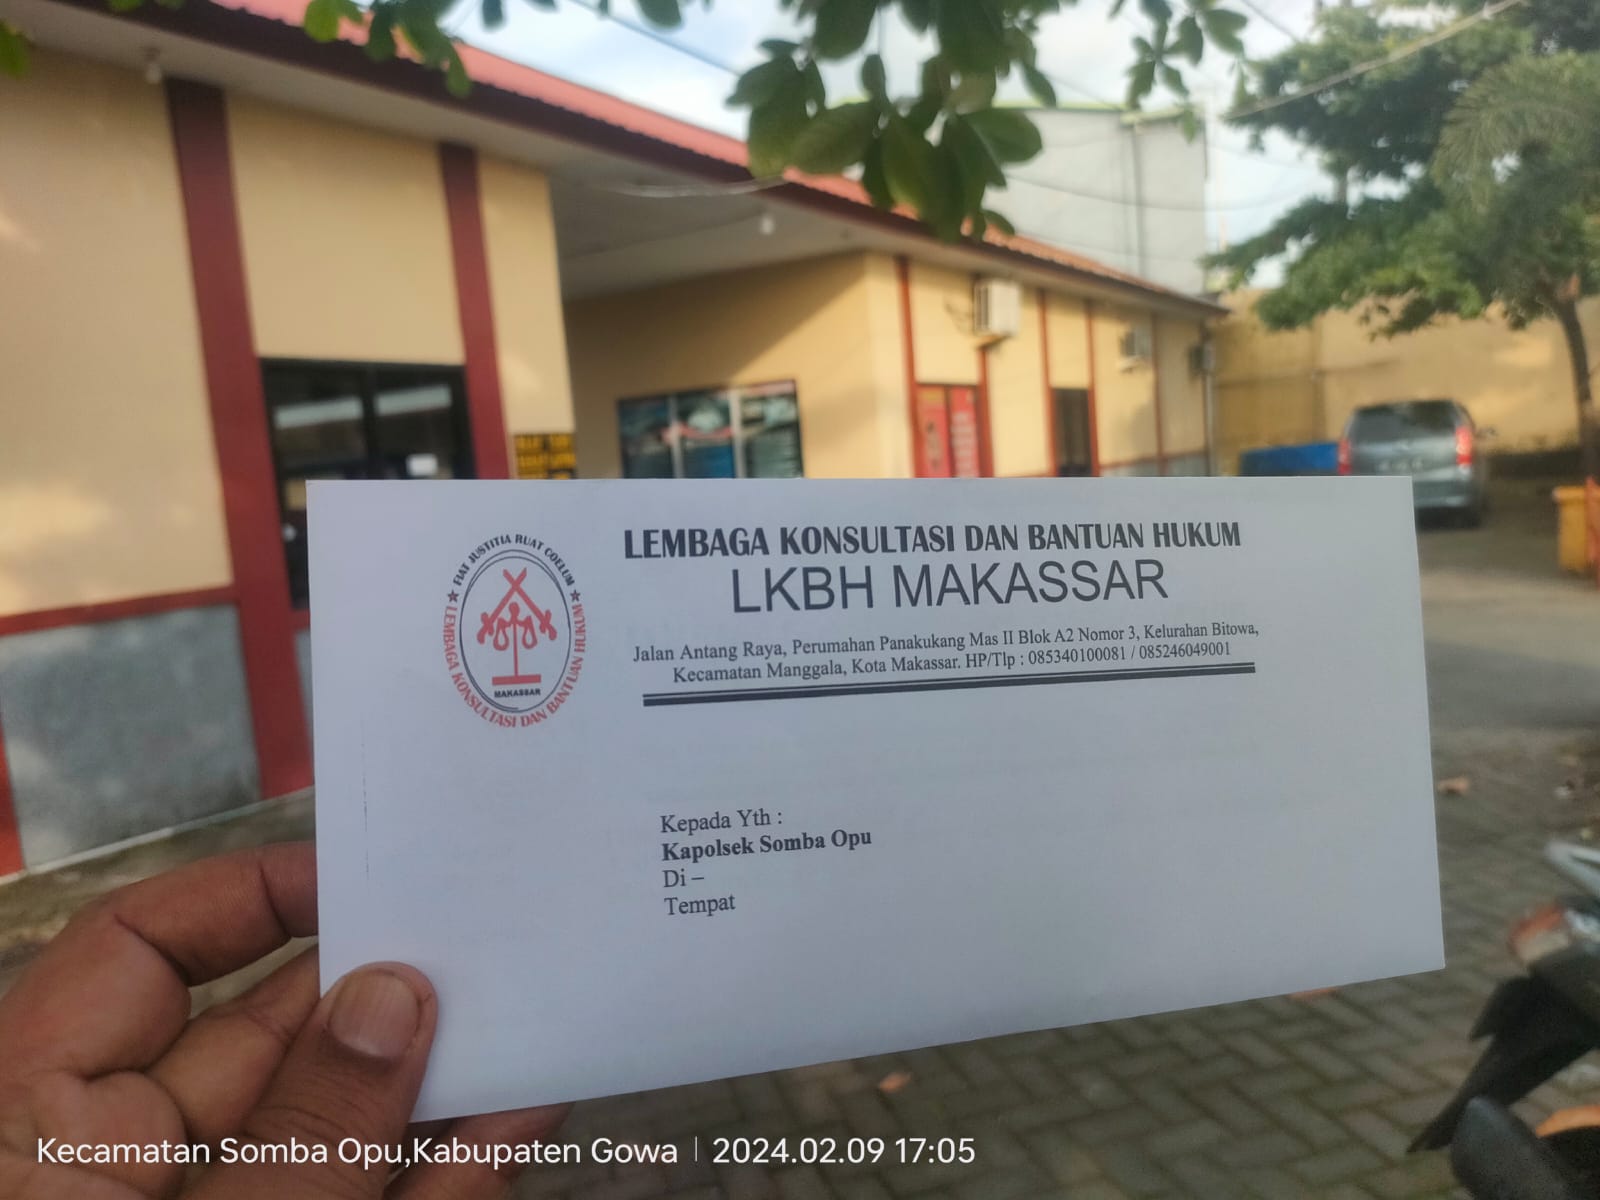 FIAT JUSTITIA RUAT COELUM
LEMBAGA KONSULTASI DAN BANTUAN HUKUM
MAKASSAR
LEMBAGA KONSULTASI DAN BANTUAN HUKUM
LKBH MAKASSAR
Jalan Antang Raya, Perumahan Panakukang Mas II Blok A2 Nomor 3, Kelurahan Bitowa,
Kecamatan Manggala, Kota Makassar. HP/Tlp : 085340100081 / 085246049001
Kepada Yth :
Kapolsek Somba Opu
Di –
Tempat
Kecamatan Somba Opu,Kabupaten Gowa | 2024.02.09 17:05